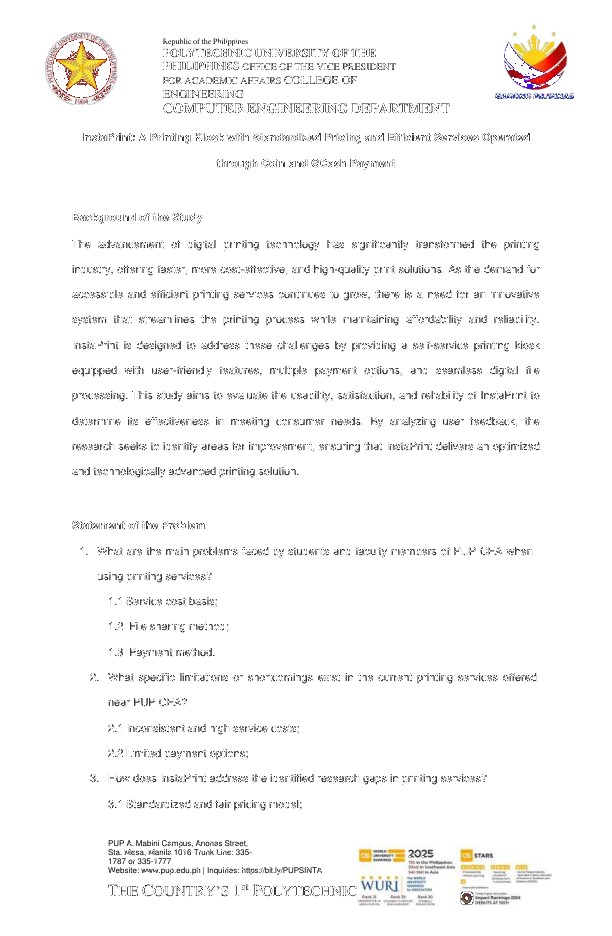 Republic of the Philippines
POLYTECHNIC UNIVERSITY OF THE
PHILIPPINES OFFICE OF THE VICE PRESIDENT
FOR ACADEMIC AFFAIRS COLLEGE OF
ENGINEERING
COMPUTER ENGINEERING DEPARTMENT
POLYTECHNIC UNIVERSITY OF THE PHILIPPINES
1904
BAGONG PILIPINAS
InstaPrint: A Printing Kiosk with Standardized Pricing and Efficient Services Operated
through Coin and GCash Payment
Background of the Study
The advancement of digital printing technology has significantly transformed the printing
industry, offering faster, more cost-effective, and high-quality print solutions. As the demand for
accessible and efficient printing services continues to grow, there is a need for an innovative
system that streamlines the printing process while maintaining affordability and reliability.
InstaPrint is designed to address these challenges by providing a self-service printing kiosk
equipped with user-friendly features, multiple payment options, and seamless digital file
processing. This study aims to evaluate the usability, satisfaction, and reliability of InstaPrint to
determine its effectiveness in meeting consumer needs. By analyzing user feedback, the
research seeks to identify areas for improvement, ensuring that InstaPrint delivers an optimized
and technologically advanced printing solution.
Statement of the Problem
1. What are the main problems faced by students and faculty members of PUP CEA when
using printing services?
1.1 Service cost basis;
1.2 File sharing method;
1.3 Payment method.
2. What specific limitations or shortcomings exist in the current printing services offered
near PUP CEA?
2.1 Inconsistent and high service costs;
2.2 Limited payment options;
3. How does InstaPrint address the identified research gaps in printing services?
3.1 Standardized and fair pricing model;
PUP A. Mabini Campus, Anonas Street,
Sta. Mesa, Manila 1016 Trunk Line: 335-
1787 or 335-1777
Website: www.pup.edu.ph | Inquiries: https://bit.ly/PUPSINTA
THE COUNTRY'S 1st POLYTECHNIC
QS WORLD UNIVERSITY RANKINGS 2025
QS STARS
WURI
Impact Rankings 2024